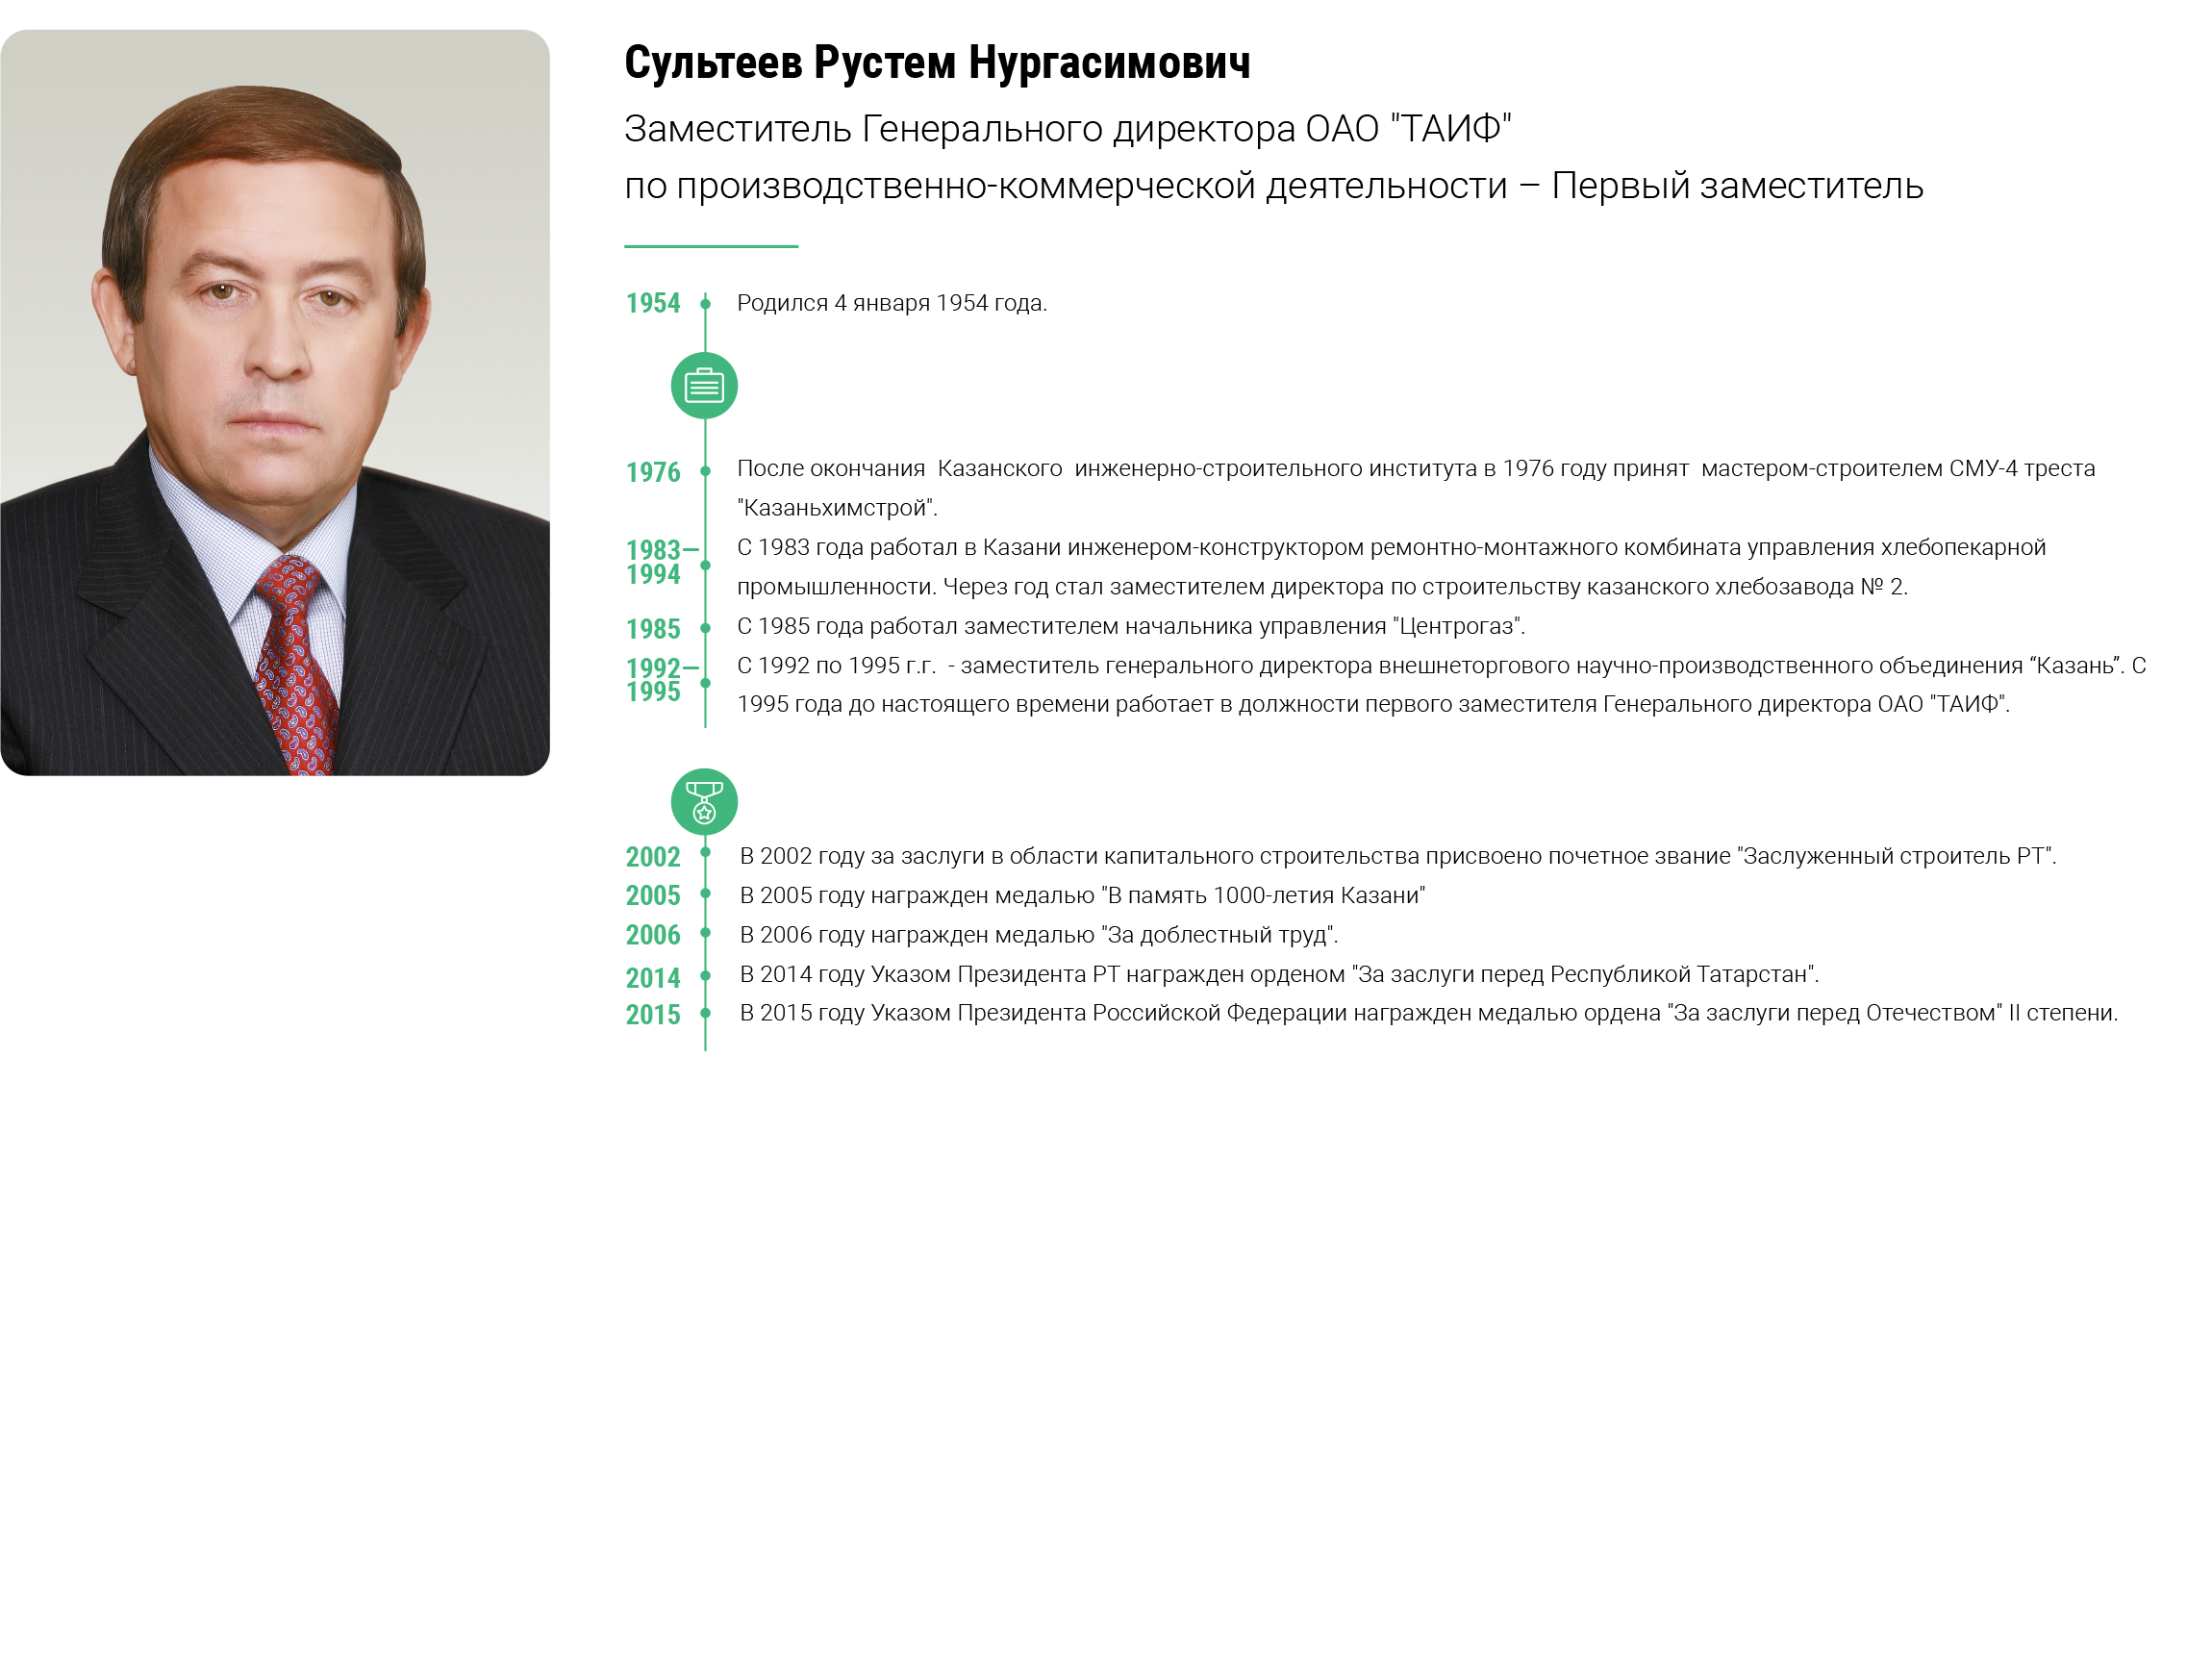 Сультеев Рустем Нургасимович
Заместитель Генерального директора ОАО "ТАИФ"
по производственно-коммерческой деятельности – Первый заместитель
1954 Родился 4 января 1954 года.
1976 После окончания  Казанского  инженерно-строительного института в 1976 году принят  мастером-строителем СМУ-4 треста
"Казаньхимстрой".
1983– С 1983 года работал в Казани инженером-конструктором ремонтно-монтажного комбината управления хлебопекарной
1994 промышленности. Через год стал заместителем директора по строительству казанского хлебозавода № 2.
1985 С 1985 года работал заместителем начальника управления "Центрогаз".
1992– С 1992 по 1995 г.г.  - заместитель генерального директора внешнеторгового научно-производственного объединения “Казань”. С
1995 1995 года до настоящего времени работает в должности первого заместителя Генерального директора ОАО "ТАИФ".
2002 В 2002 году за заслуги в области капитального строительства присвоено почетное звание "Заслуженный строитель РТ".
2005 В 2005 году награжден медалью "В память 1000-летия Казани"
2006 В 2006 году награжден медалью "За доблестный труд".
2014 В 2014 году Указом Президента РТ награжден орденом "За заслуги перед Республикой Татарстан".
2015 В 2015 году Указом Президента Российской Федерации награжден медалью ордена "За заслуги перед Отечеством" II степени.